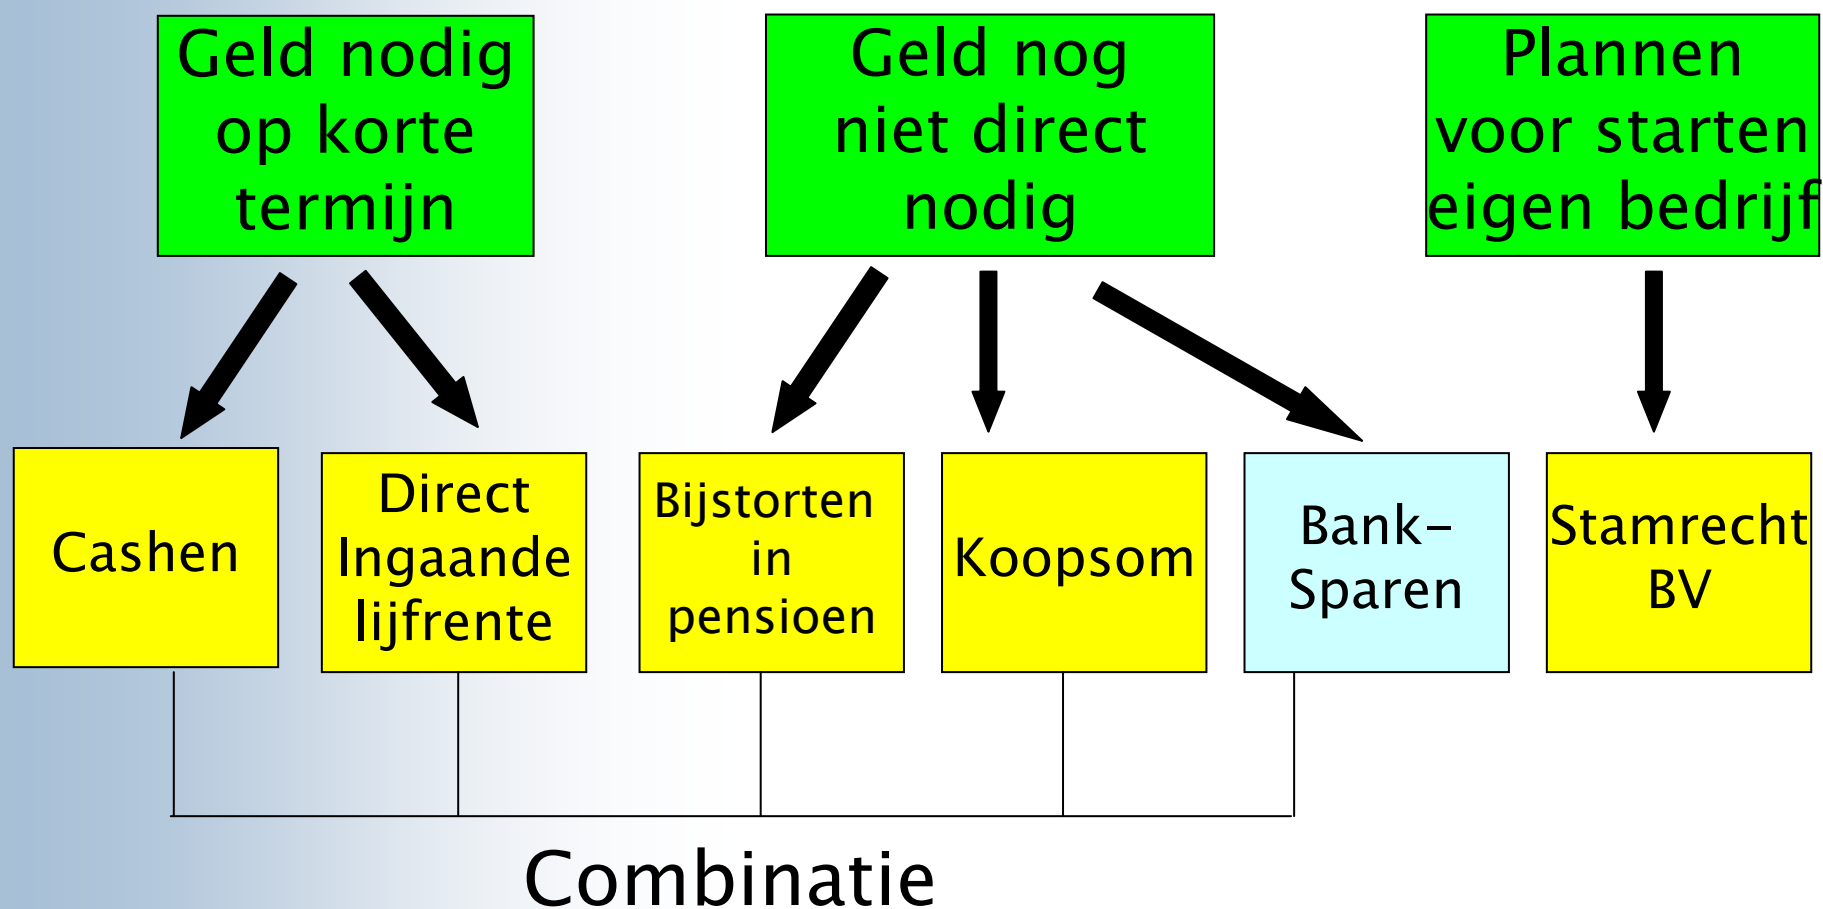 Geld nodig
op korte
termijn
Geld nog
niet direct
nodig
Plannen
voor starten
eigen bedrijf
Cashen
Direct
Ingaande
lijfrente
Bijstorten
in
pensioen
Koopsom
Bank-
Sparen
Stamrecht
BV
Combinatie